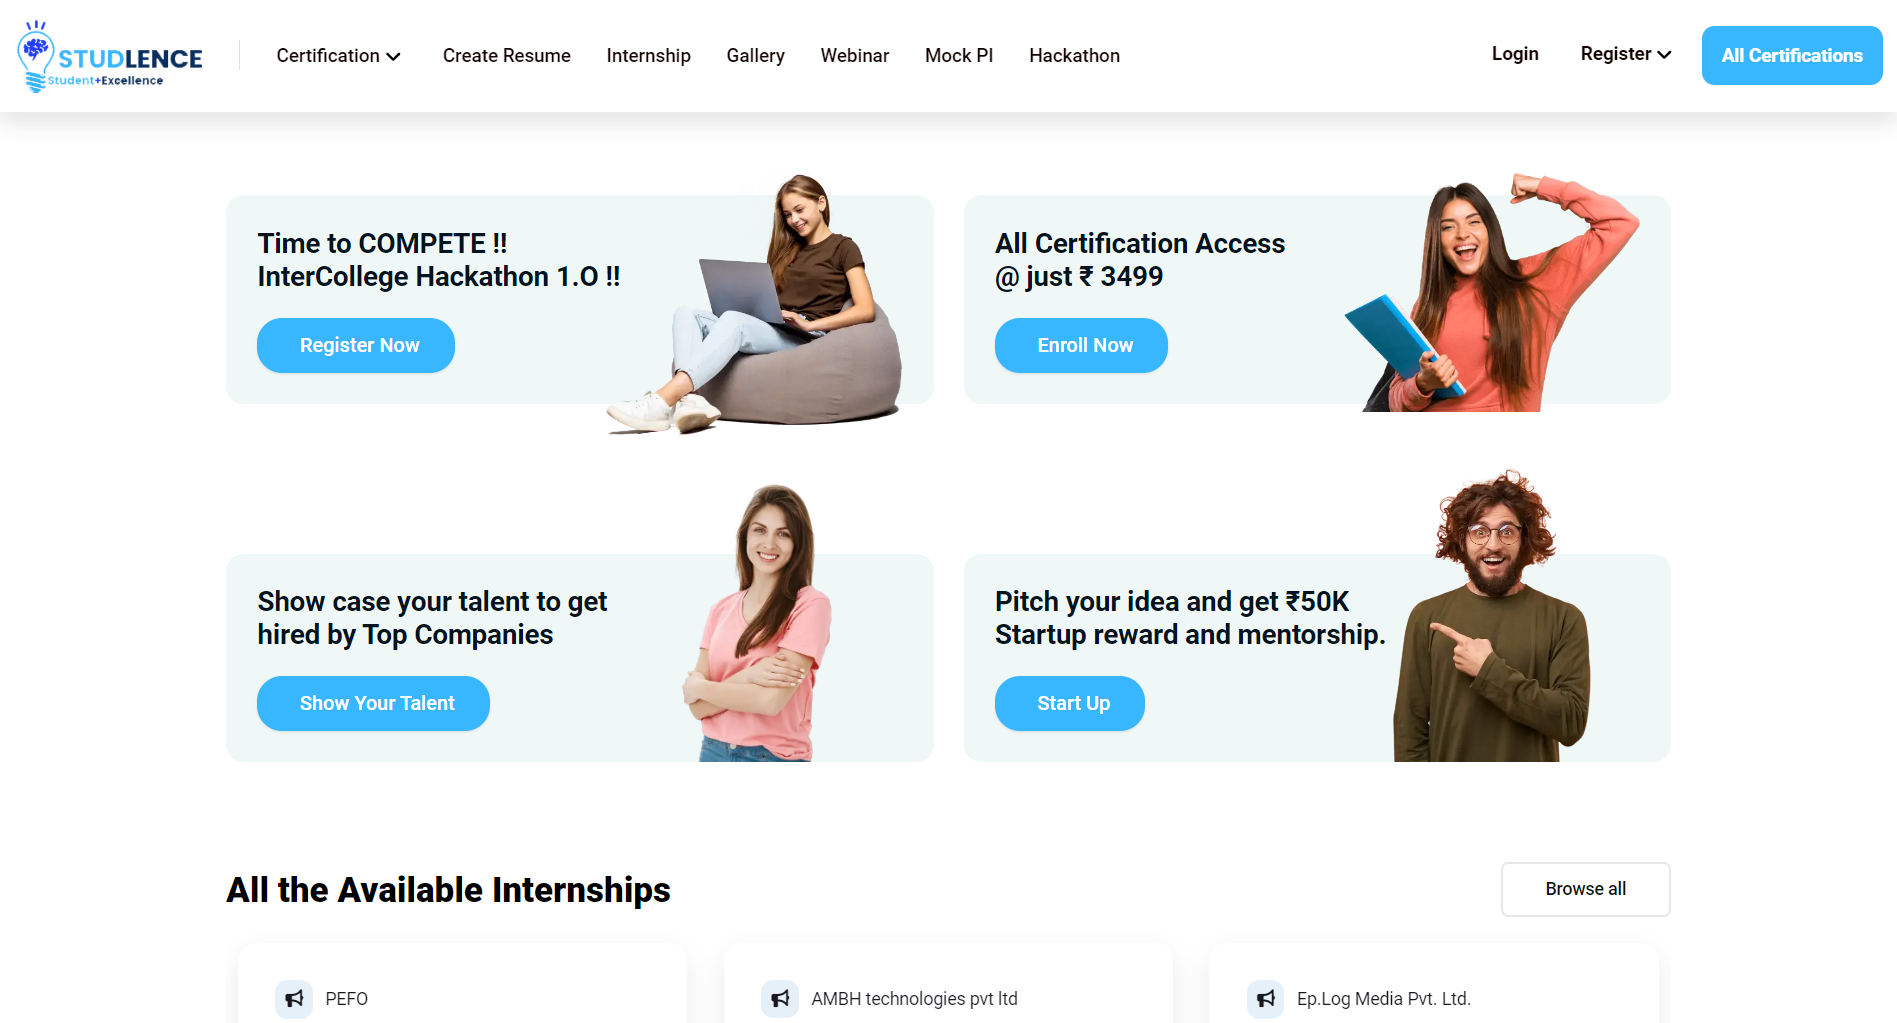 STUDLENCE
Student+Excellence
Certification
Create Resume
Internship
Gallery
Webinar
Mock PI
Hackathon
Login
Register
All Certifications
Time to COMPETE !!
InterCollege Hackathon 1.O !!
Register Now
All Certification Access
@ just ₹ 3499
Enroll Now
Show case your talent to get
hired by Top Companies
Show Your Talent
Pitch your idea and get ₹50K
Startup reward and mentorship.
Start Up
All the Available Internships
Browse all
PEFO
AMBH technologies pvt ltd
Ep.Log Media Pvt. Ltd.